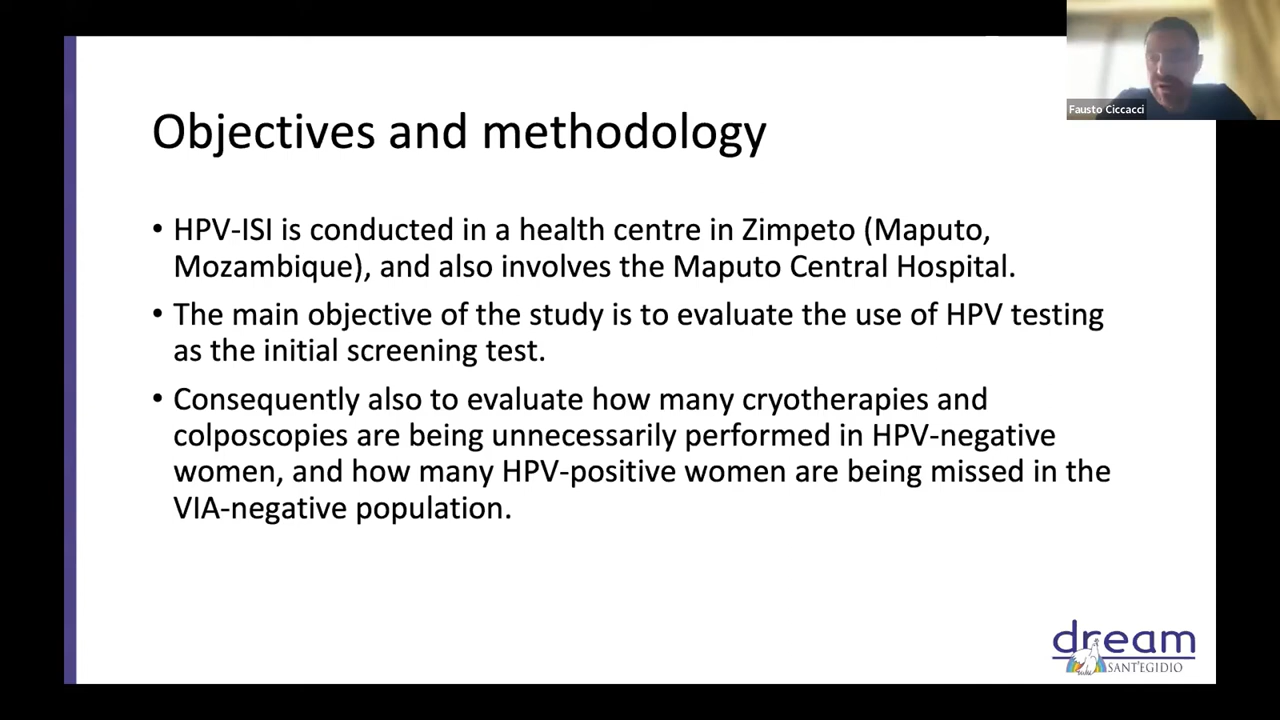 Fausto Ciccacci
Objectives and methodology
• HPV-ISI is conducted in a health centre in Zimpeto (Maputo,
Mozambique), and also involves the Maputo Central Hospital.
• The main objective of the study is to evaluate the use of HPV testing
as the initial screening test.
• Consequently also to evaluate how many cryotherapies and
colposcopies are being unnecessarily performed in HPV-negative
women, and how many HPV-positive women are being missed in the
VIA-negative population.
dream
SANT'EGIDIO